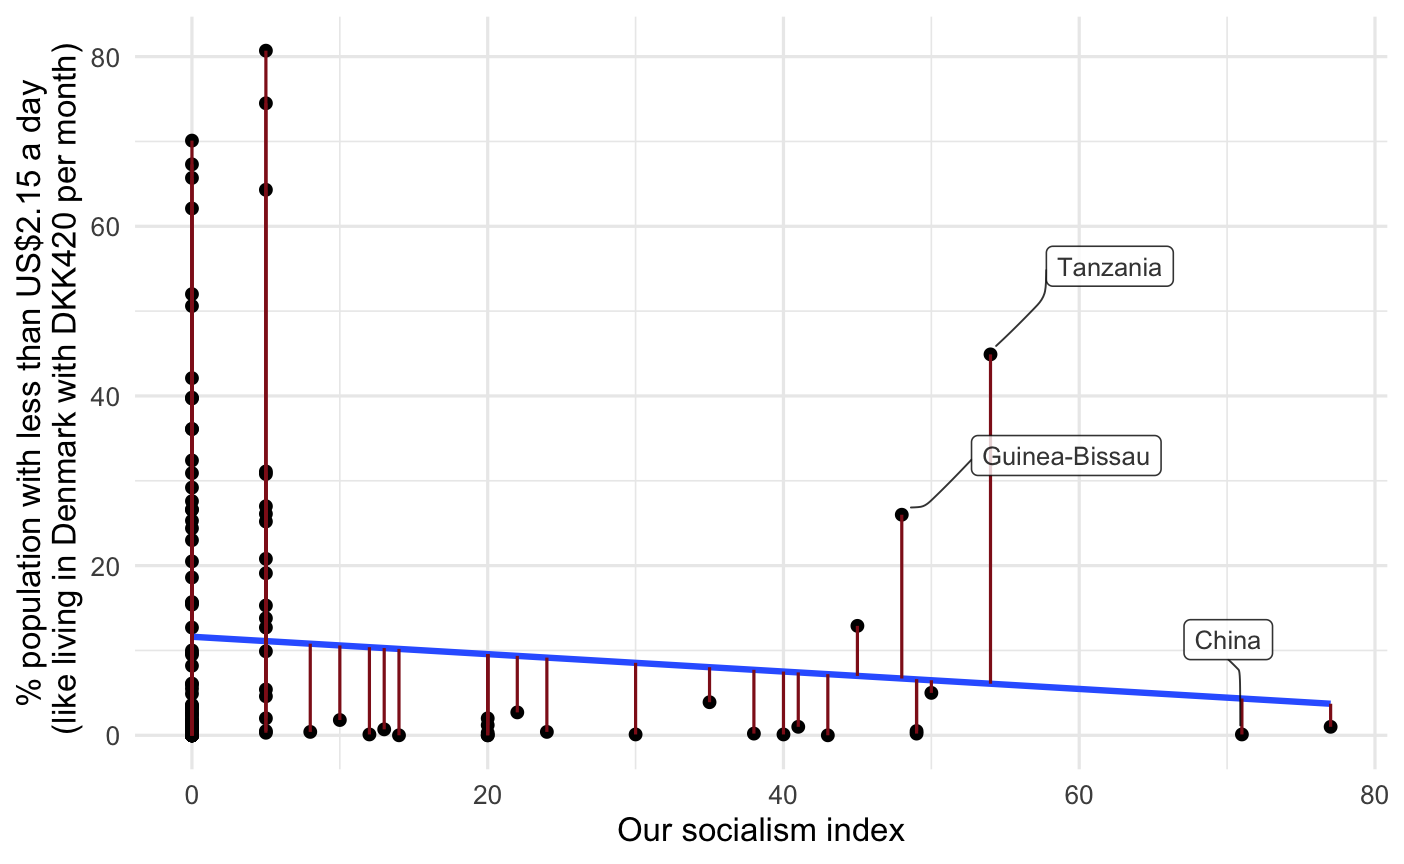 % population with less than US$2.15 a day
(like living in Denmark with DKK420 per month)
80
60
40
20
0
Tanzania
Guinea-Bissau
China
0 20 40 60 80
Our socialism index